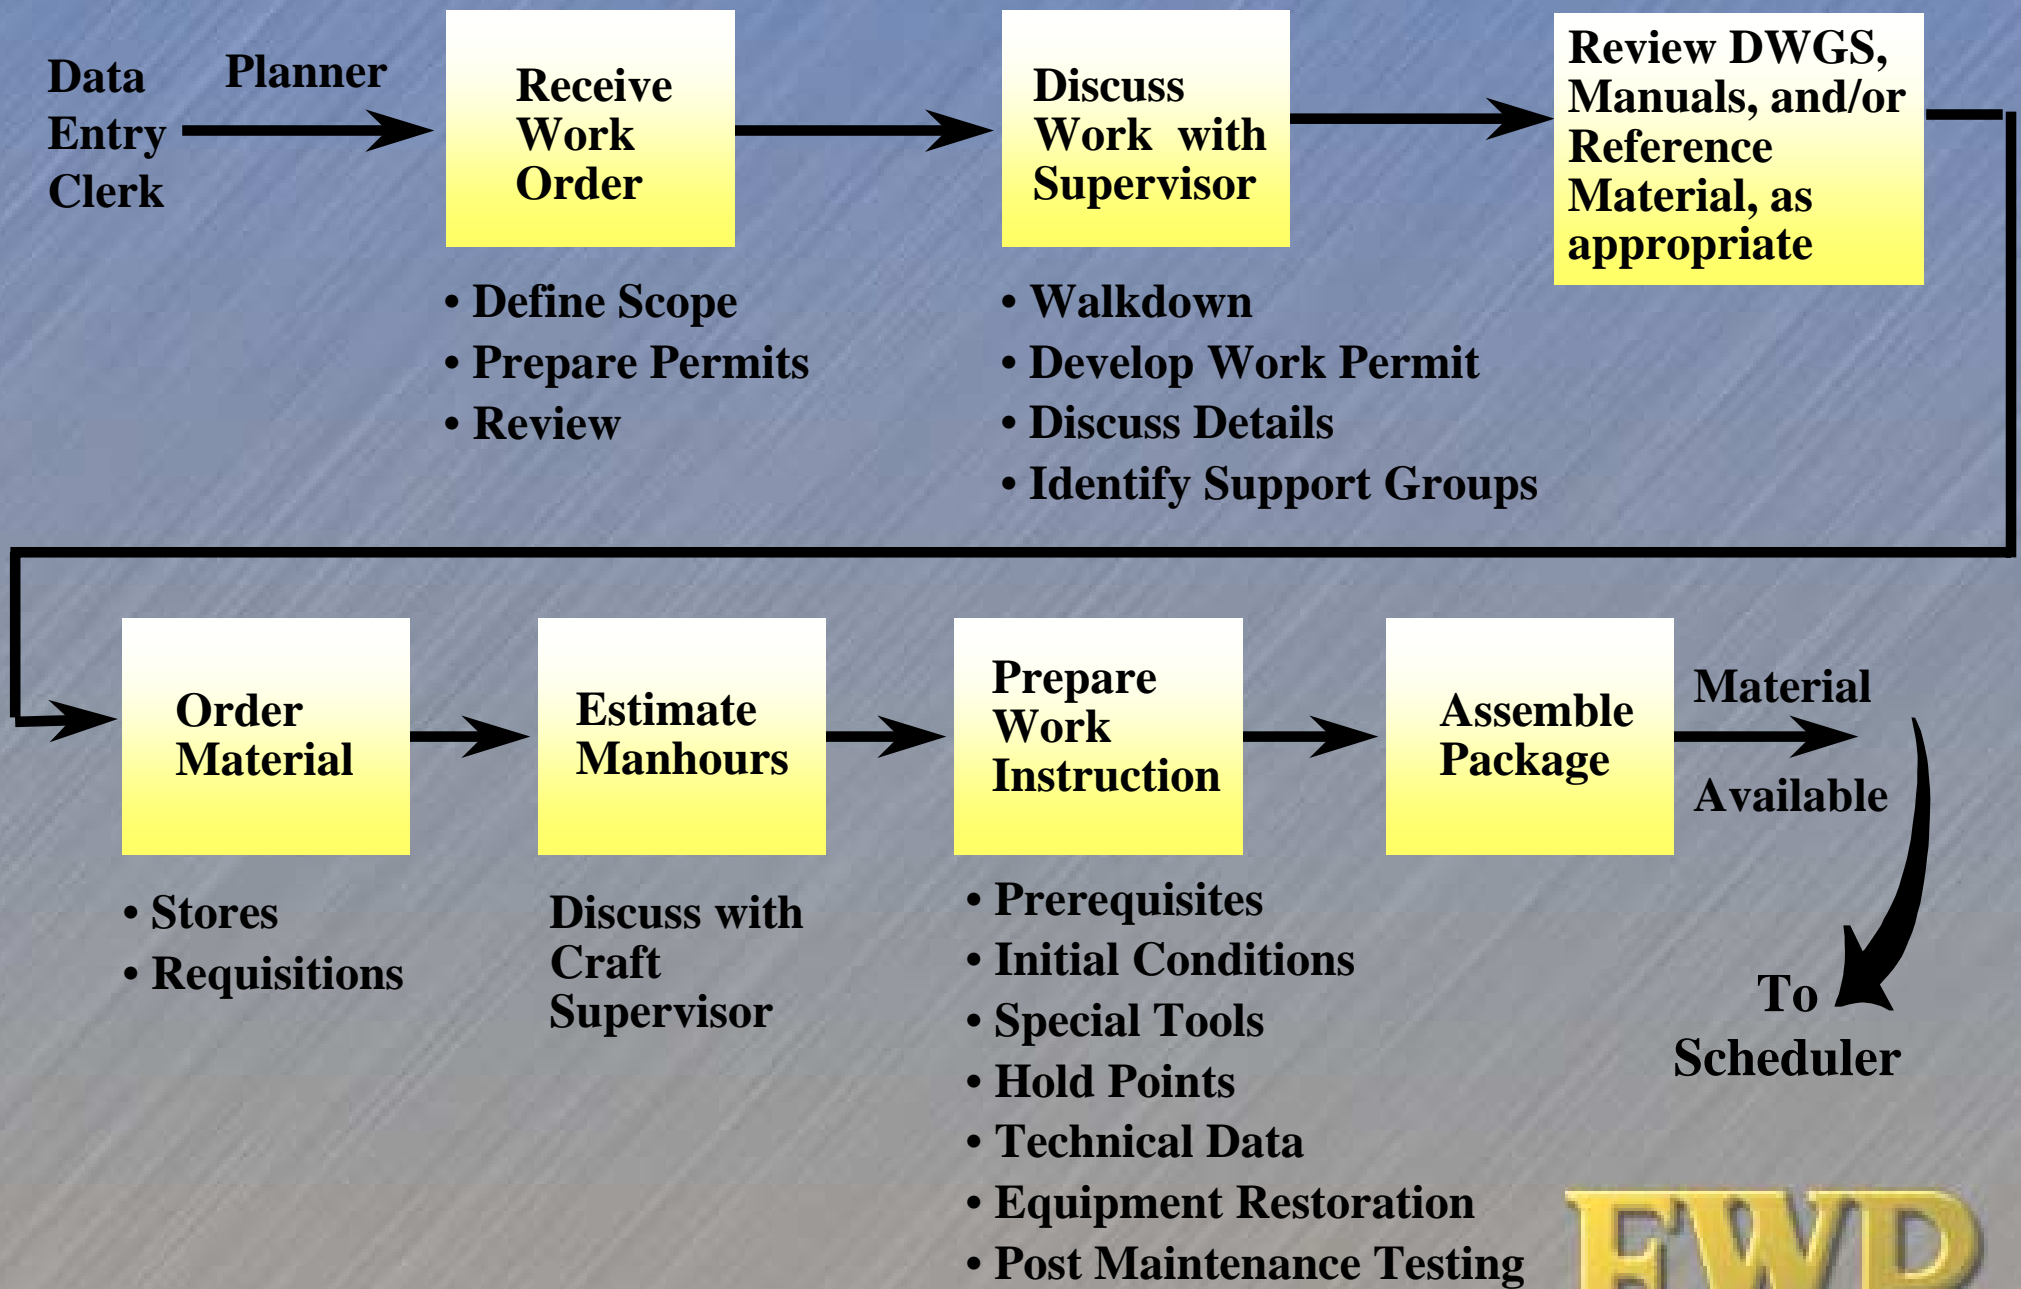 Data
Entry
Clerk
Planner
Receive
Work
Order
Discuss
Work with
Supervisor
Review DWGS,
Manuals, and/or
Reference
Material, as
appropriate
• Define Scope
• Prepare Permits
• Review
• Walkdown
• Develop Work Permit
• Discuss Details
• Identify Support Groups
Order
Material
Estimate
Manhours
Prepare
Work
Instruction
Assemble
Package
Material
Available
• Stores
• Requisitions
Discuss with
Craft
Supervisor
• Prerequisites
• Initial Conditions
• Special Tools
• Hold Points
• Technical Data
• Equipment Restoration
• Post Maintenance Testing
To
Scheduler